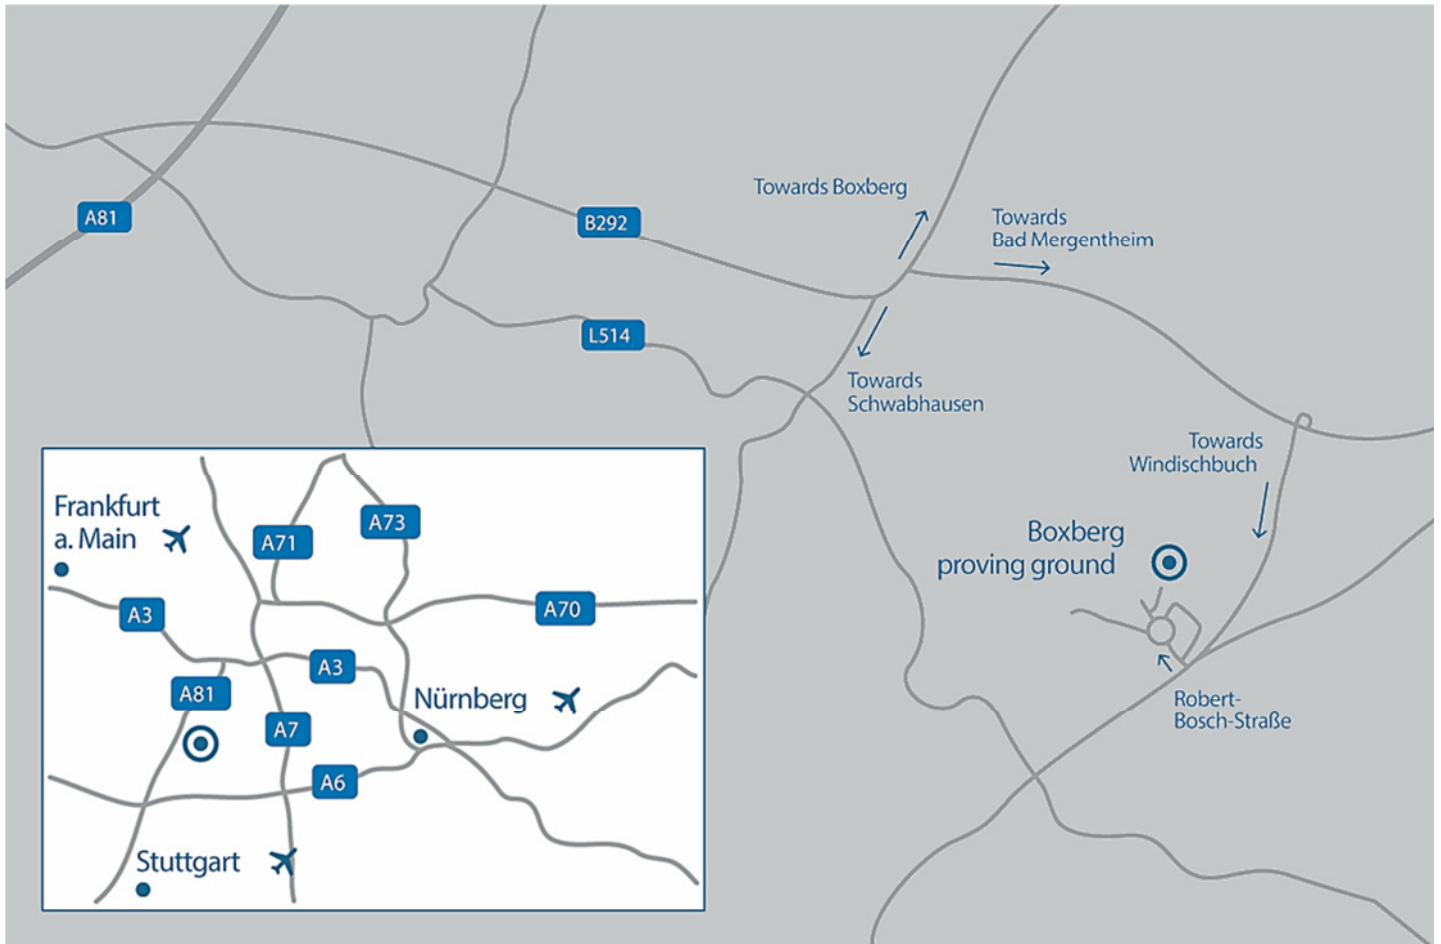 Towards Boxberg
A81
B292
Towards
Bad Mergentheim
L514
Towards
Schwabhausen
Towards
Windischbuch
Boxberg
proving ground
Robert-
Bosch-Straße
Frankfurt
a. Main
A71
A73
A3
A70
A3
A81
Nürnberg
A7
A6
Stuttgart